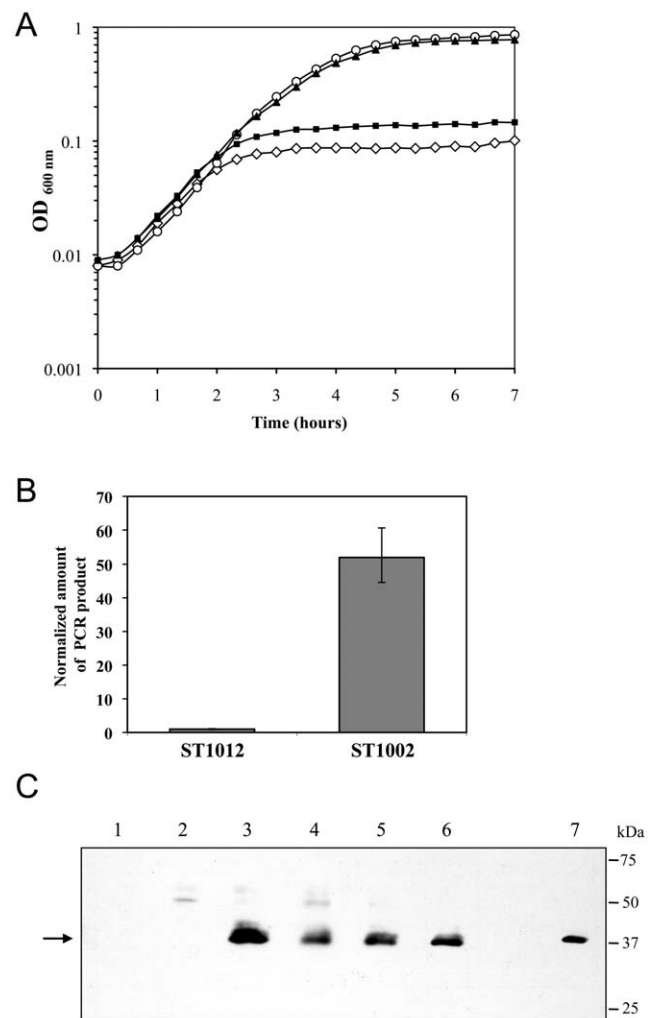 A
1
0.1
0.01
0.001
OD 600 nm
0 1 2 3 4 5 6 7
Time (hours)
B
70
60
50
40
30
20
10
0
Normalized amount
of PCR product
ST1012 ST1002
C
1 2 3 4 5 6 7 kDa
75
50
37
25